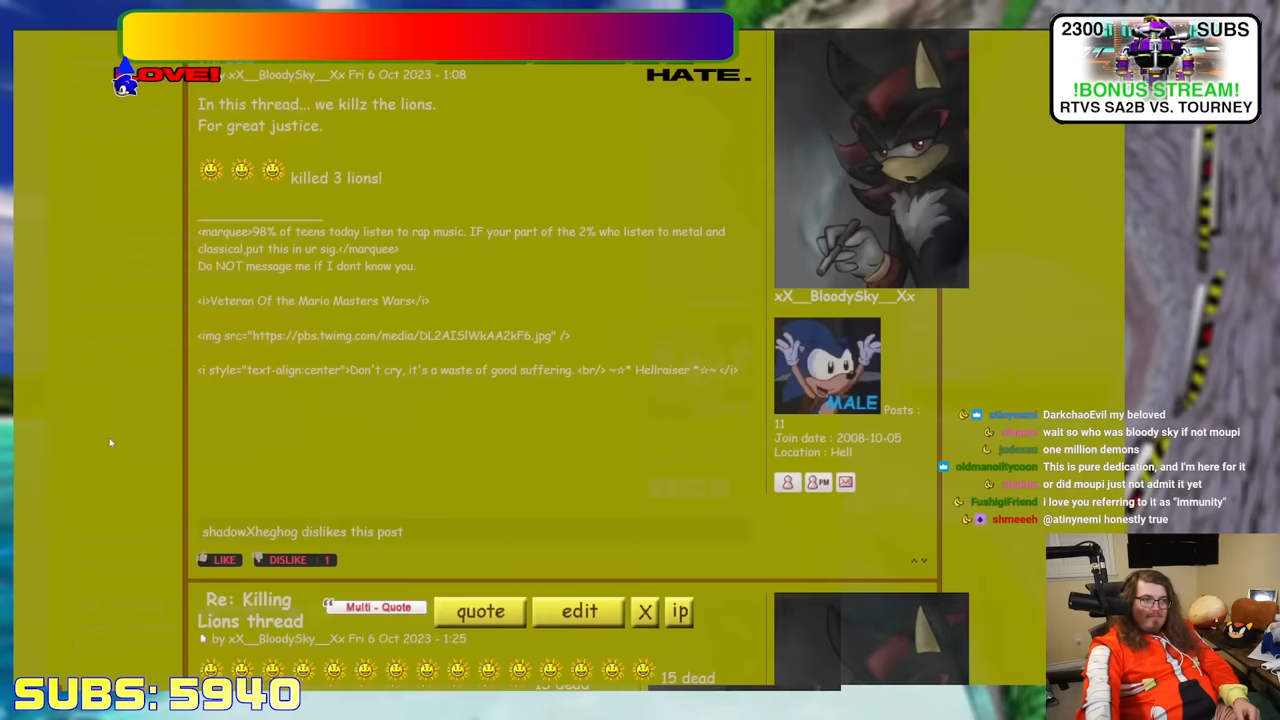 2300 SUBS
!BONUS STREAM!
RTVS SA2B VS. TOURNEY
LOVE!
HATE.
by xX__BloodySky__Xx Fri 6 Oct 2023 - 1:08
In this thread... we killz the lions.
For great justice.
killed 3 lions!
<marquee>98% of teens today listen to rap music. IF your part of the 2% who listen to metal and
classical,put this in ur sig.</marquee>
Do NOT message me if I dont know you.
<i>Veteran Of the Mario Masters Wars</i>
<img src="https://pbs.twimg.com/media/DL2AISlWkAA2kF6.jpg" />
<i style="text-align:center">Don't cry, it's a waste of good suffering. <br/> ~☆* Hellraiser *☆~ </i>
xX__BloodySky__Xx
MALE
Posts :
11
Join date : 2008-10-05
Location : Hell
PM
shadowXheghog dislikes this post
LIKE
DISLIKE 1
Re: Killing
Lions thread
Multi - Quote
quote
edit
X
ip
by xX__BloodySky__Xx Fri 6 Oct 2023 - 1:25
15 dead
atinynemi DarkchaoEvil my beloved
wait so who was bloody sky if not moupi
one million demons
oldmanoiltycoon This is pure dedication, and I'm here for it
or did moupi just not admit it yet
FushigiFriend i love you referring to it as "immunity"
shmeeeh @atinynemi honestly true
SUBS: 5940